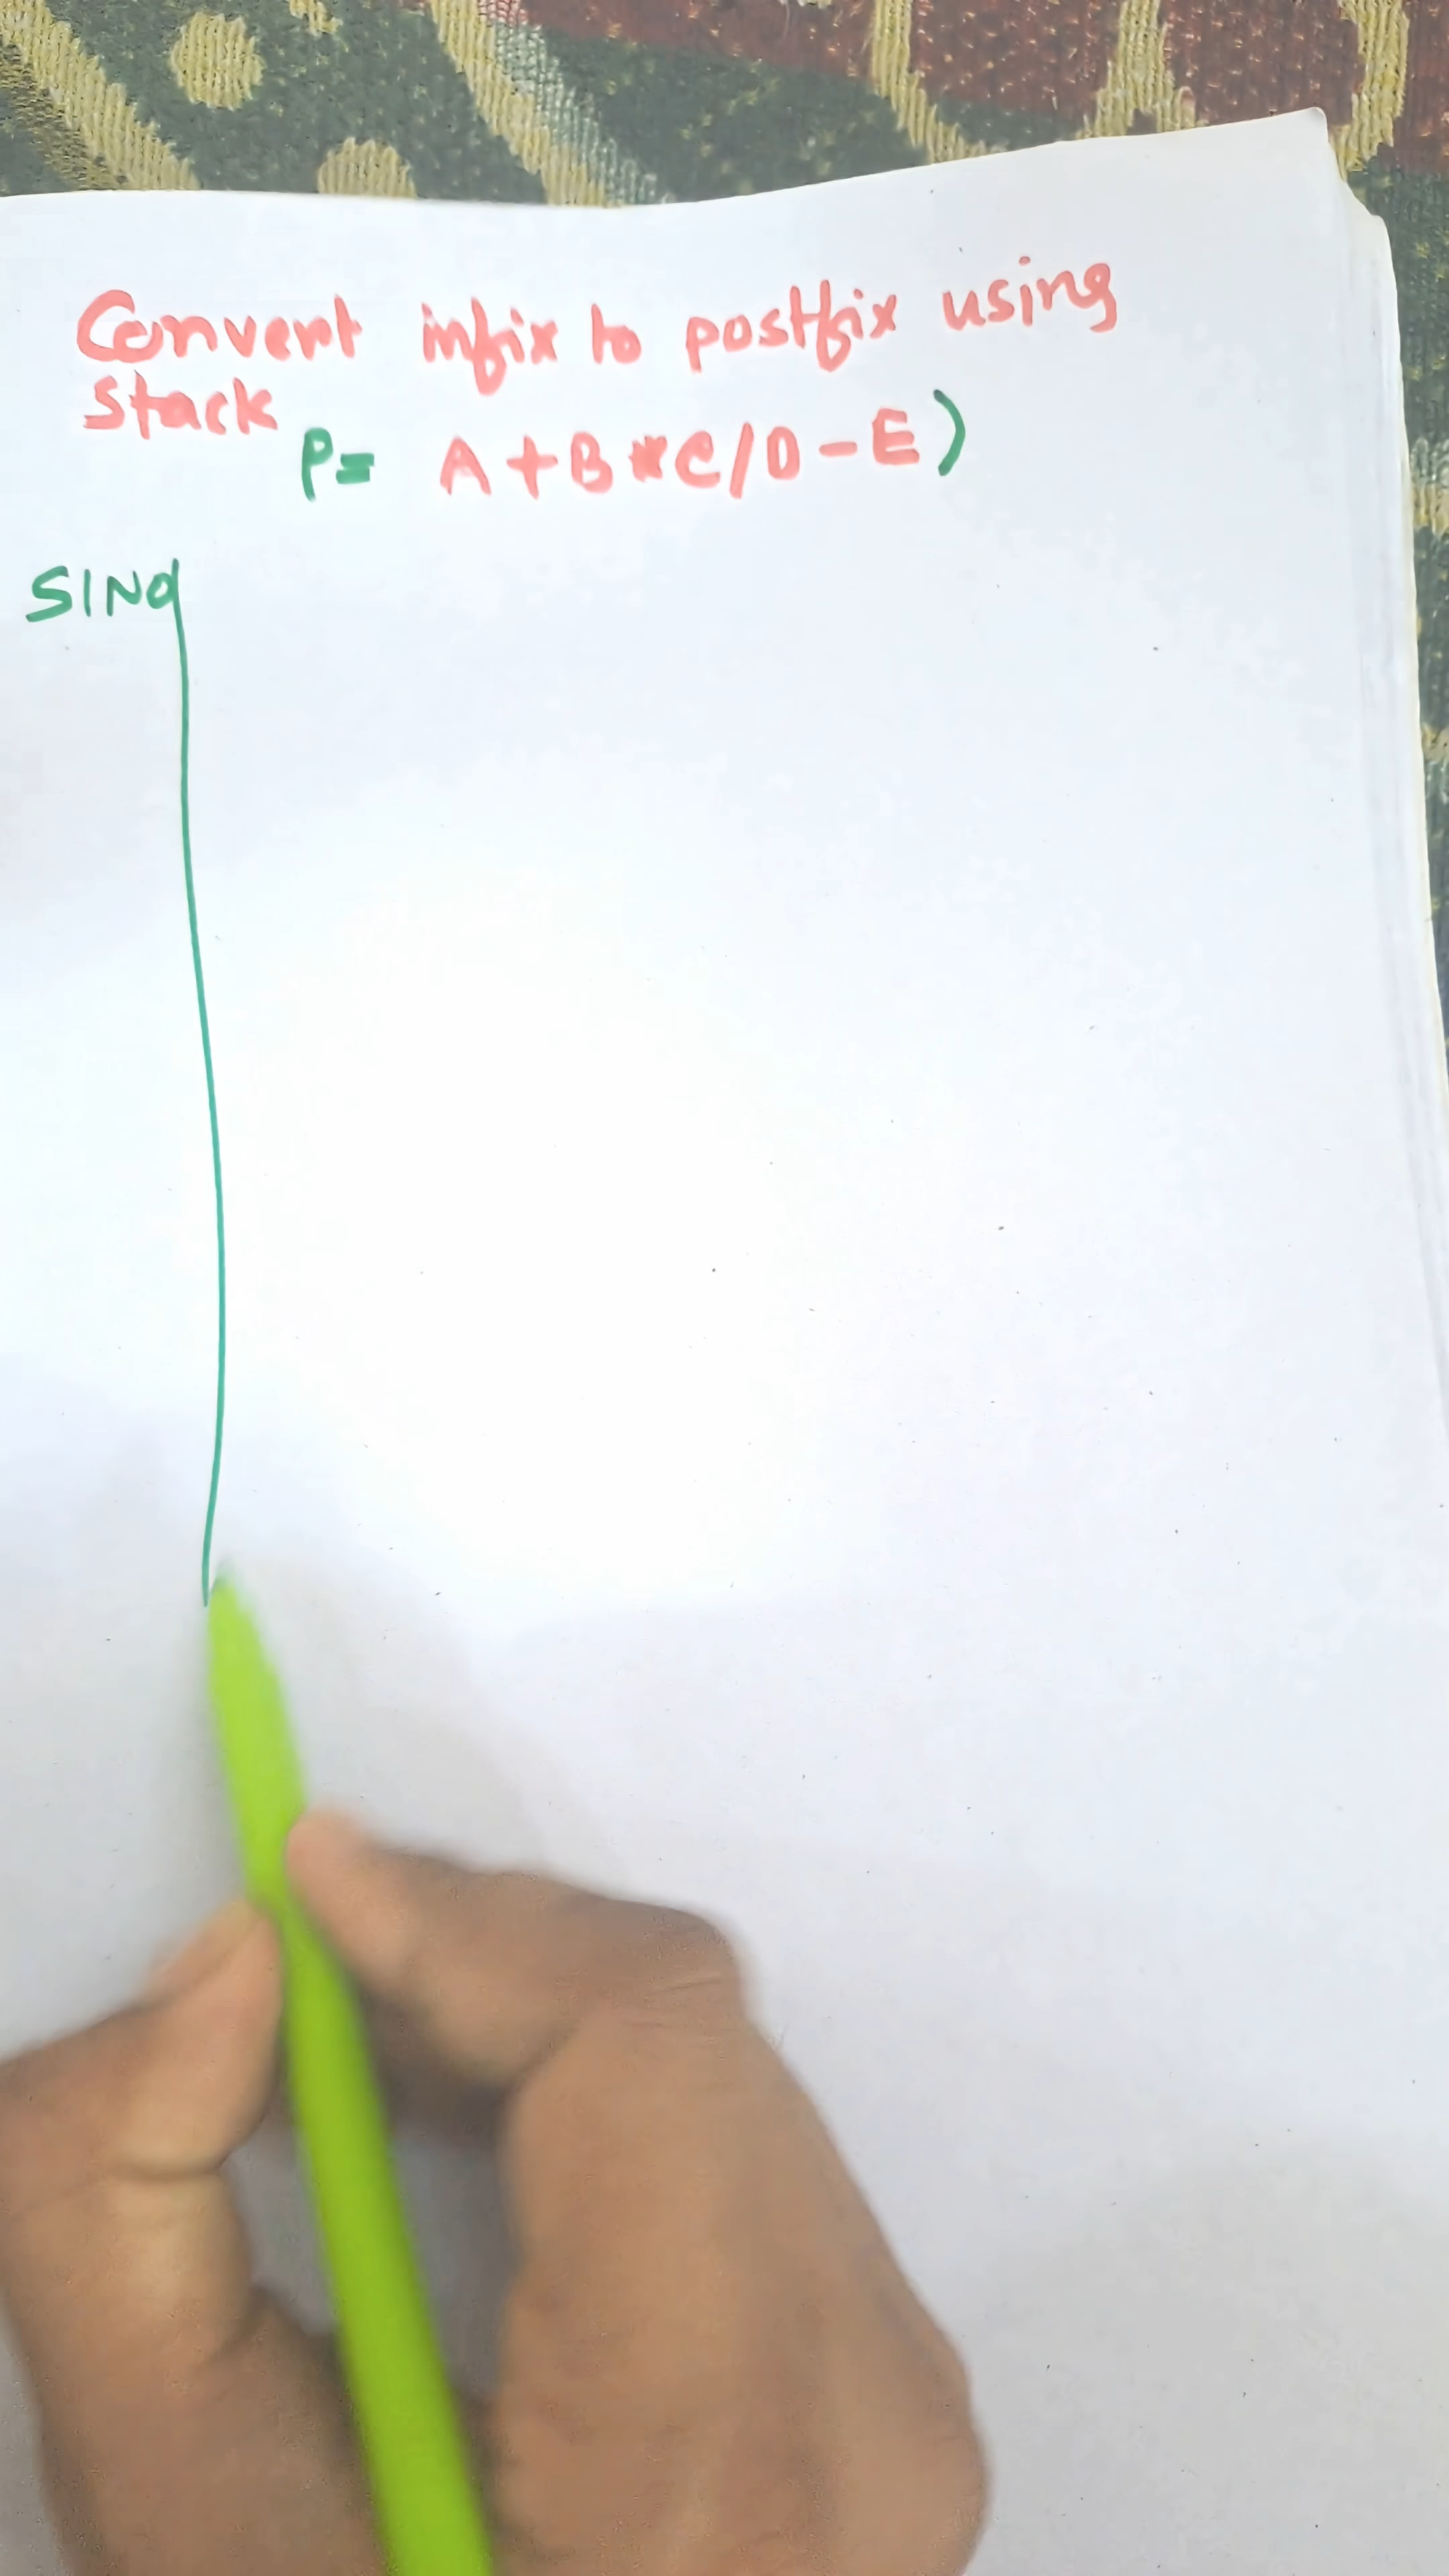 Convert infix to postfix using
stack
P= A+B*C/D-E)
SINo